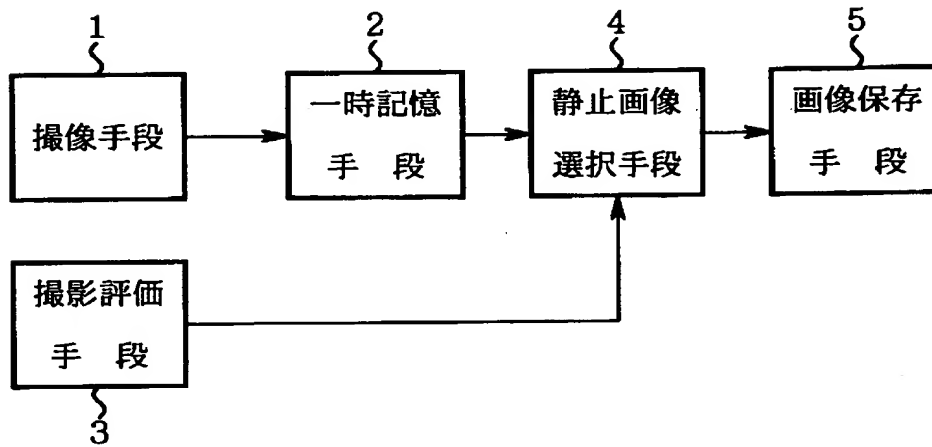 1
撮像手段
2
一時記憶
手 段
4
静止画像
選択手段
5
画像保存
手 段
撮影評価
手 段
3